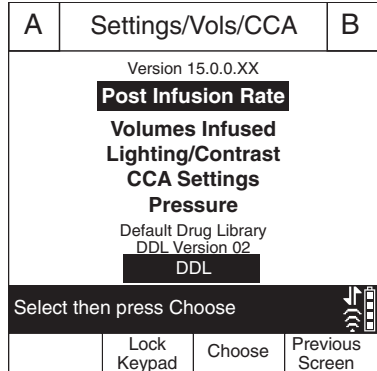 A Settings/Vols/CCA B
Version 15.0.0.XX
Post Infusion Rate
Volumes Infused
Lighting/Contrast
CCA Settings
Pressure
Default Drug Library
DDL Version 02
DDL
Select then press Choose
Lock Keypad Choose Previous Screen